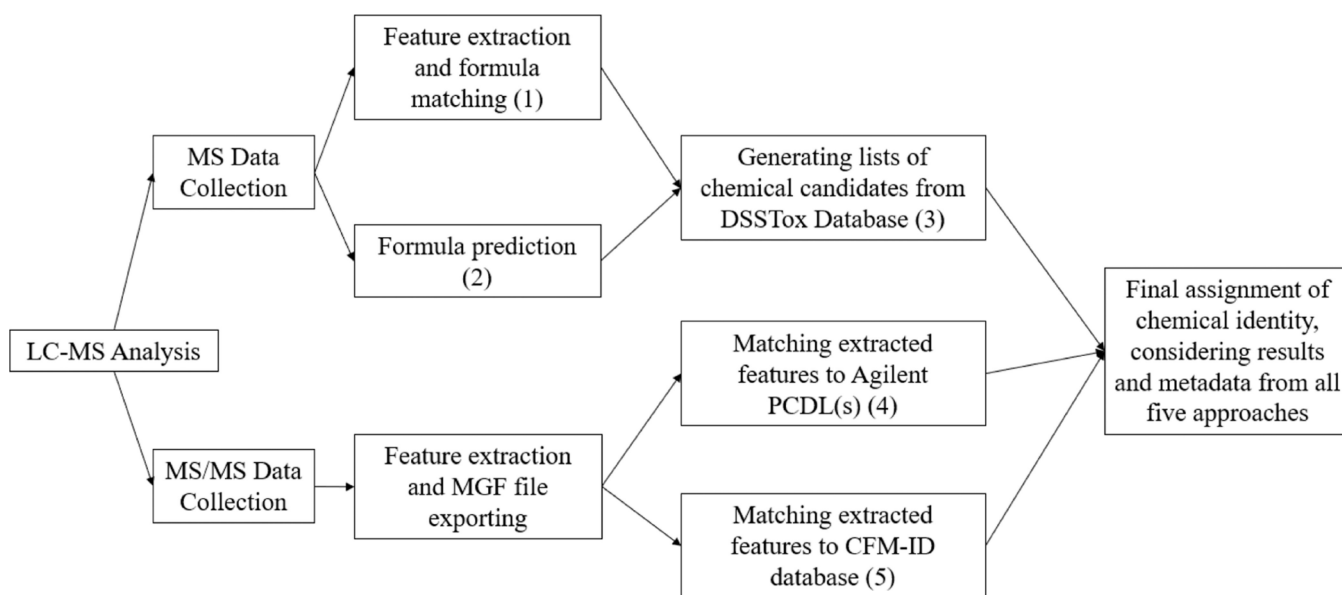 Feature extraction
and formula
matching (1)
MS Data
Collection
Generating lists of
chemical candidates from
DSSTox Database (3)
Formula prediction
(2)
LC-MS Analysis
Final assignment of
chemical identity,
considering results
and metadata from all
five approaches
Matching extracted
features to Agilent
PCDL(s) (4)
MS/MS Data
Collection
Feature extraction
and MGF file
exporting
Matching extracted
features to CFM-ID
database (5)